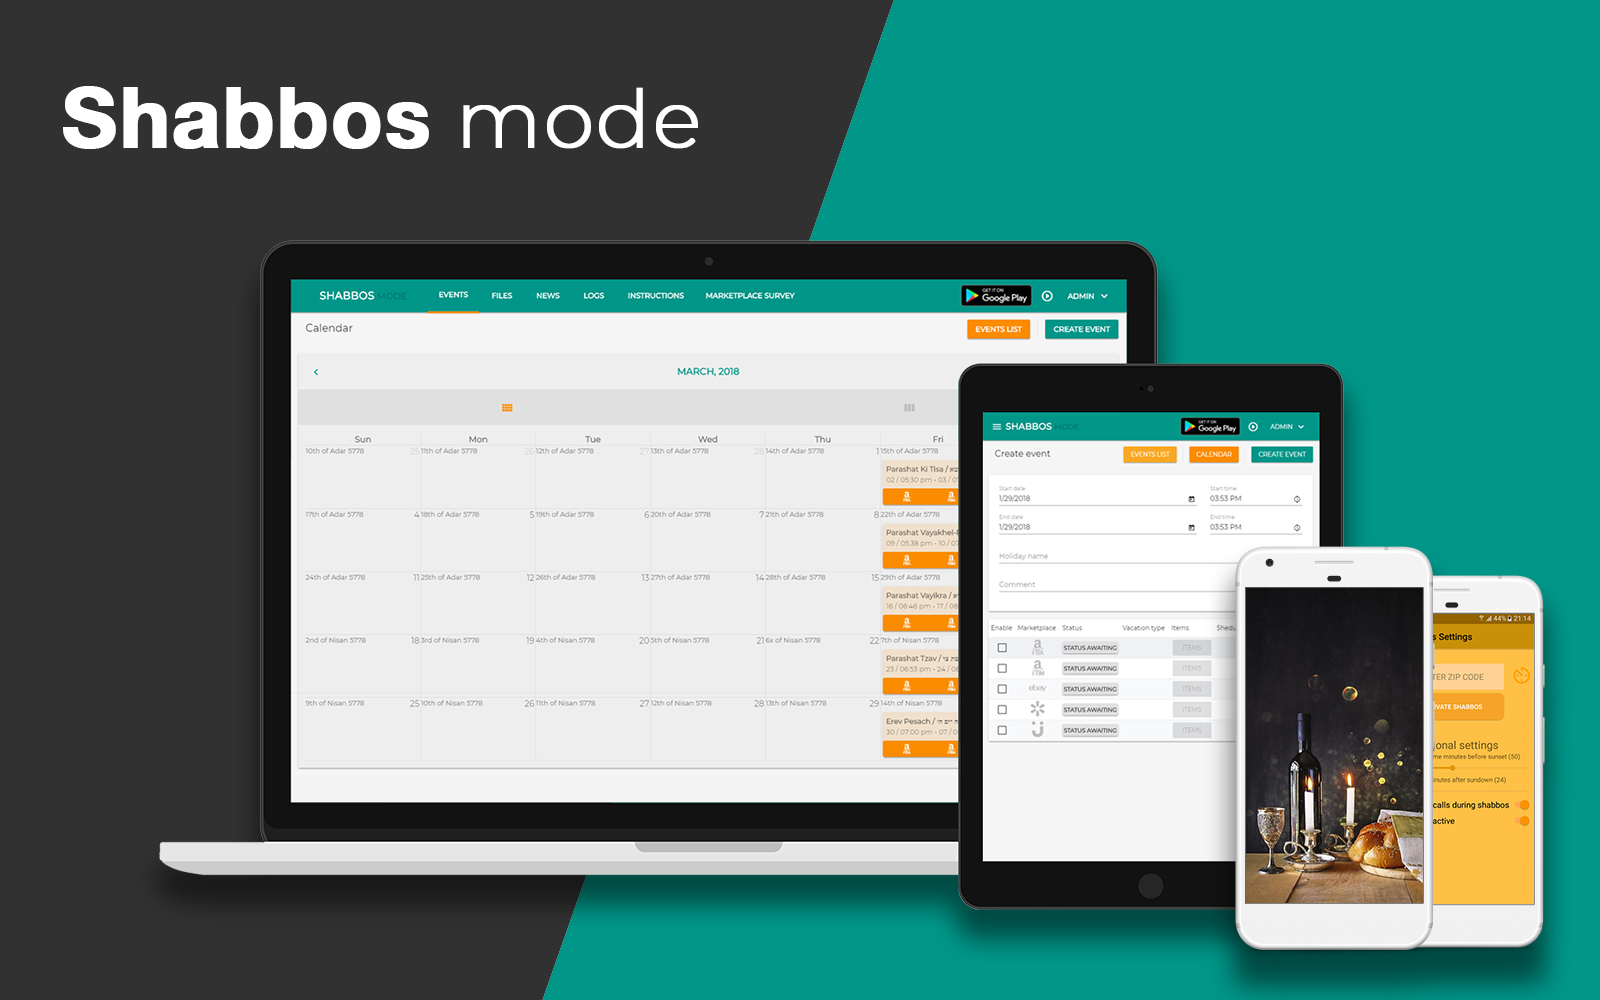 Shabbos mode
SHABBOS MODE EVENTS FILES NEWS LOGS INSTRUCTIONS MARKETPLACE SURVEY GET IT ON Google Play ADMIN
Calendar EVENTS LIST CREATE EVENT
MARCH, 2018
Sun Mon Tue Wed Thu Fri
10th of Adar 5778 25 11th of Adar 5778 26 12th of Adar 5778 27 13th of Adar 5778 28 14th of Adar 5778 1 15th of Adar 5778
Parashat Ki Tisa /
02 / 05:30 pm - 03 /
17th of Adar 5778 4 18th of Adar 5778 5 19th of Adar 5778 6 20th of Adar 5778 7 21th of Adar 5778 8 22th of Adar 5778
Parashat Vayakhel-
09 / 05:38 pm - 10 /
24th of Adar 5778 11 25th of Adar 5778 12 26th of Adar 5778 13 27th of Adar 5778 14 28th of Adar 5778 15 29th of Adar 5778
Parashat Vayikra /
16 / 06:46 pm - 17 / 08
2nd of Nisan 5778 18 3rd of Nisan 5778 19 4th of Nisan 5778 20 5th of Nisan 5778 21 6x of Nisan 5778 22 7th of Nisan 5778
Parashat Tzav /
23 / 06:53 pm - 24 / 08
9th of Nisan 5778 25 10th of Nisan 5778 26 11th of Nisan 5778 27 12th of Nisan 5778 28 13th of Nisan 5778 29 14th of Nisan 5778
Erev Pesach /
30 / 07:00 pm - 07 / 0
SHABBOS MODE GET IT ON Google Play ADMIN
Create event EVENTS LIST CALENDAR CREATE EVENT
Start date Start time
1/29/2018 03:53 PM
End date End time
1/29/2018 03:53 PM
Holiday name
Comment
Enable Marketplace Status Vacation type Items Shedu
a FBA STATUS AWAITING ITEMS
a FBM STATUS AWAITING ITEMS
ebay STATUS AWAITING ITEMS
STATUS AWAITING ITEMS
STATUS AWAITING ITEMS
44% 21:14
s Settings
TER ZIP CODE
IVATE SHABBOS
ional settings
me minutes before sunset (50)
inutes after sundown (24)
calls during shabbos
active